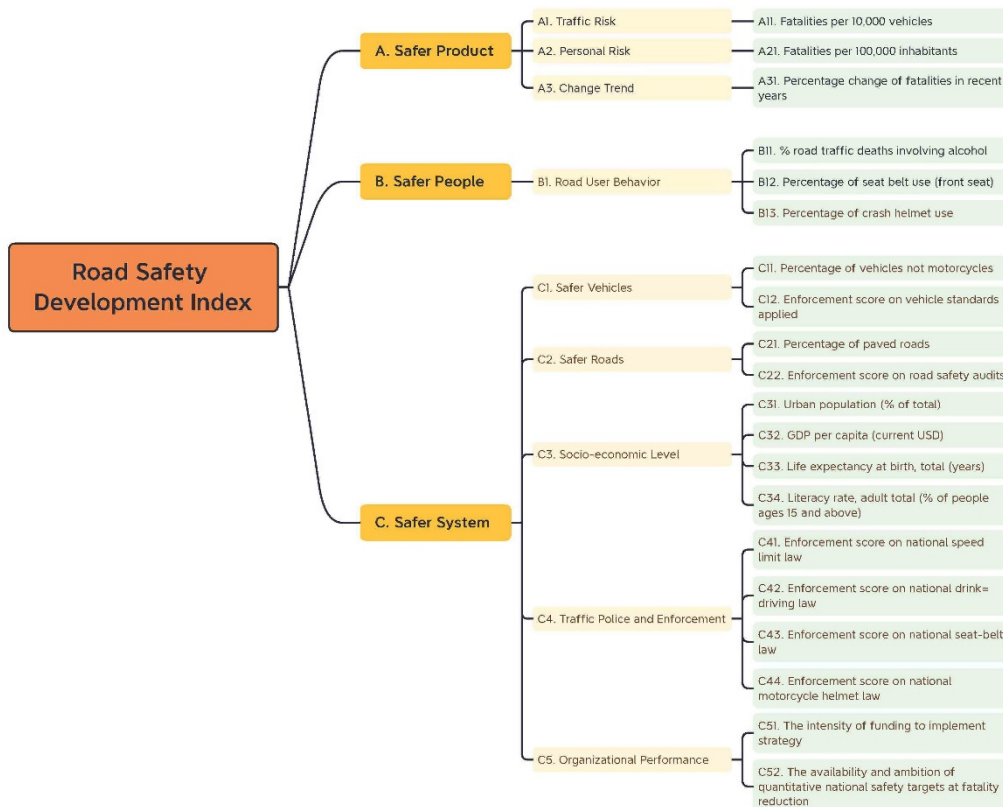 Road Safety
Development Index
A. Safer Product
A1. Traffic Risk
A11. Fatalities per 10,000 vehicles
A2. Personal Risk
A21. Fatalities per 100,000 inhabitants
A3. Change Trend
A31. Percentage change of fatalities in recent
years
B. Safer People
B1. Road User Behavior
B11. % road traffic deaths involving alcohol
B12. Percentage of seat belt use (front seat)
B13. Percentage of crash helmet use
C. Safer System
C1. Safer Vehicles
C11. Percentage of vehicles not motorcycles
C12. Enforcement score on vehicle standards
applied
C2. Safer Roads
C21. Percentage of paved roads
C22. Enforcement score on road safety audits
C3. Socio-economic Level
C31. Urban population (% of total)
C32. GDP per capita (current USD)
C33. Life expectancy at birth, total (years)
C34. Literacy rate, adult total (% of people
ages 15 and above)
C4. Traffic Police and Enforcement
C41. Enforcement score on national speed
limit law
C42. Enforcement score on national drink=
driving law
C43. Enforcement score on national seat-belt
law
C44. Enforcement score on national
motorcycle helmet law
C5. Organizational Performance
C51. The intensity of funding to implement
strategy
C52. The availability and ambition of
quantitative national safety targets at fatality
reduction